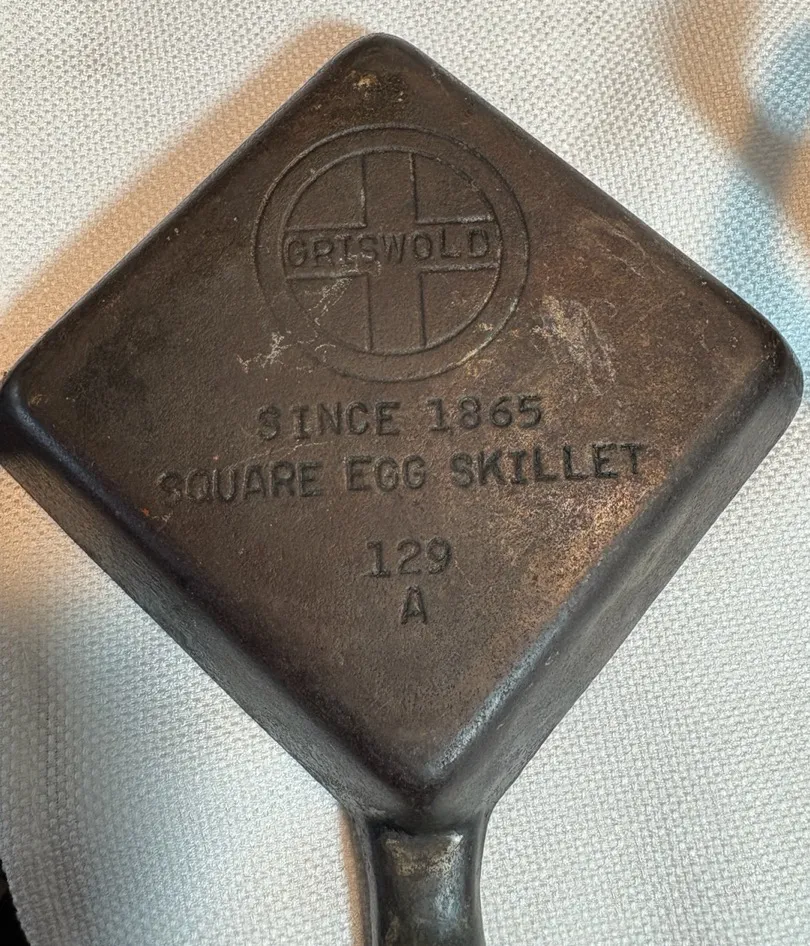 GRISWOLD
SINCE 1865
SQUARE EGG SKILLET
129
A